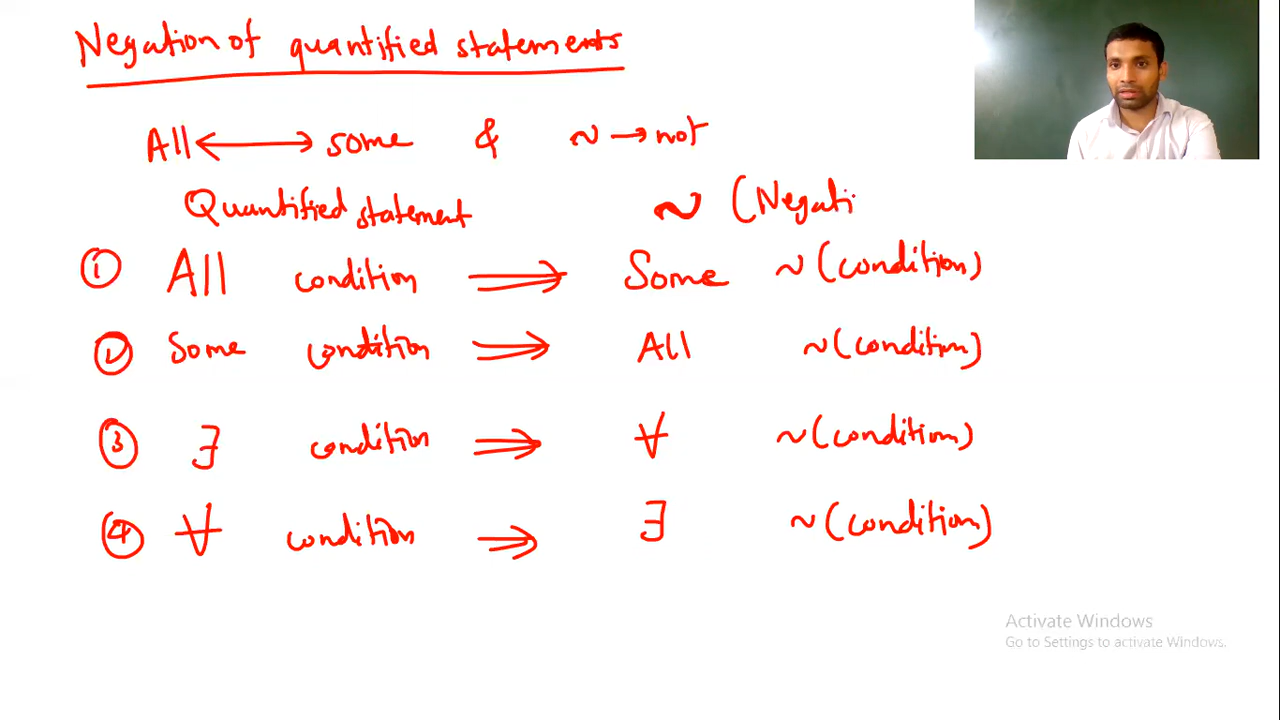 Negation of quantified statements
All ⟷ some & ~ → not
Quantified statement ~ (Negati
① All condition ⟹ Some ~(condition)
② Some condition ⟹ All ~(condition)
③ ∃ condition ⟹ ∀ ~(condition)
④ ∀ condition ⟹ ∃ ~(condition)
Activate Windows
Go to Settings to activate Windows.